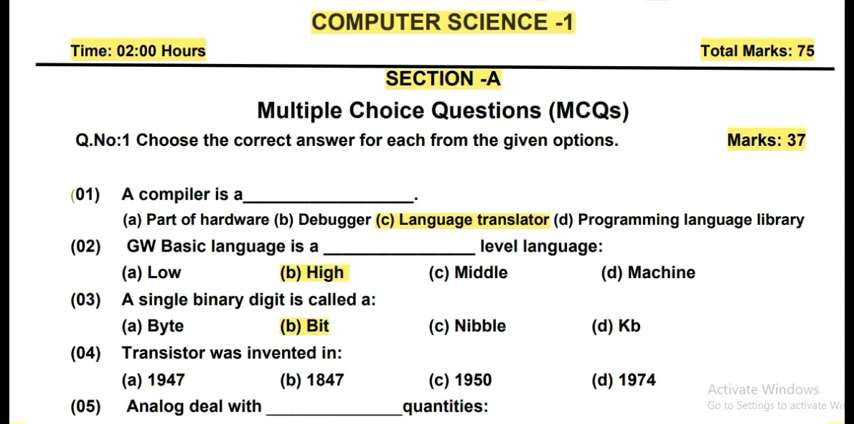 COMPUTER SCIENCE -1
Time: 02:00 Hours Total Marks: 75
SECTION -A
Multiple Choice Questions (MCQs)
Q.No:1 Choose the correct answer for each from the given options. Marks: 37
(01) A compiler is a_________________.
(a) Part of hardware (b) Debugger (c) Language translator (d) Programming language library
(02) GW Basic language is a _______________ level language:
(a) Low (b) High (c) Middle (d) Machine
(03) A single binary digit is called a:
(a) Byte (b) Bit (c) Nibble (d) Kb
(04) Transistor was invented in:
(a) 1947 (b) 1847 (c) 1950 (d) 1974
Activate Windows
Go to Settings to activate Wi
(05) Analog deal with ______________quantities: